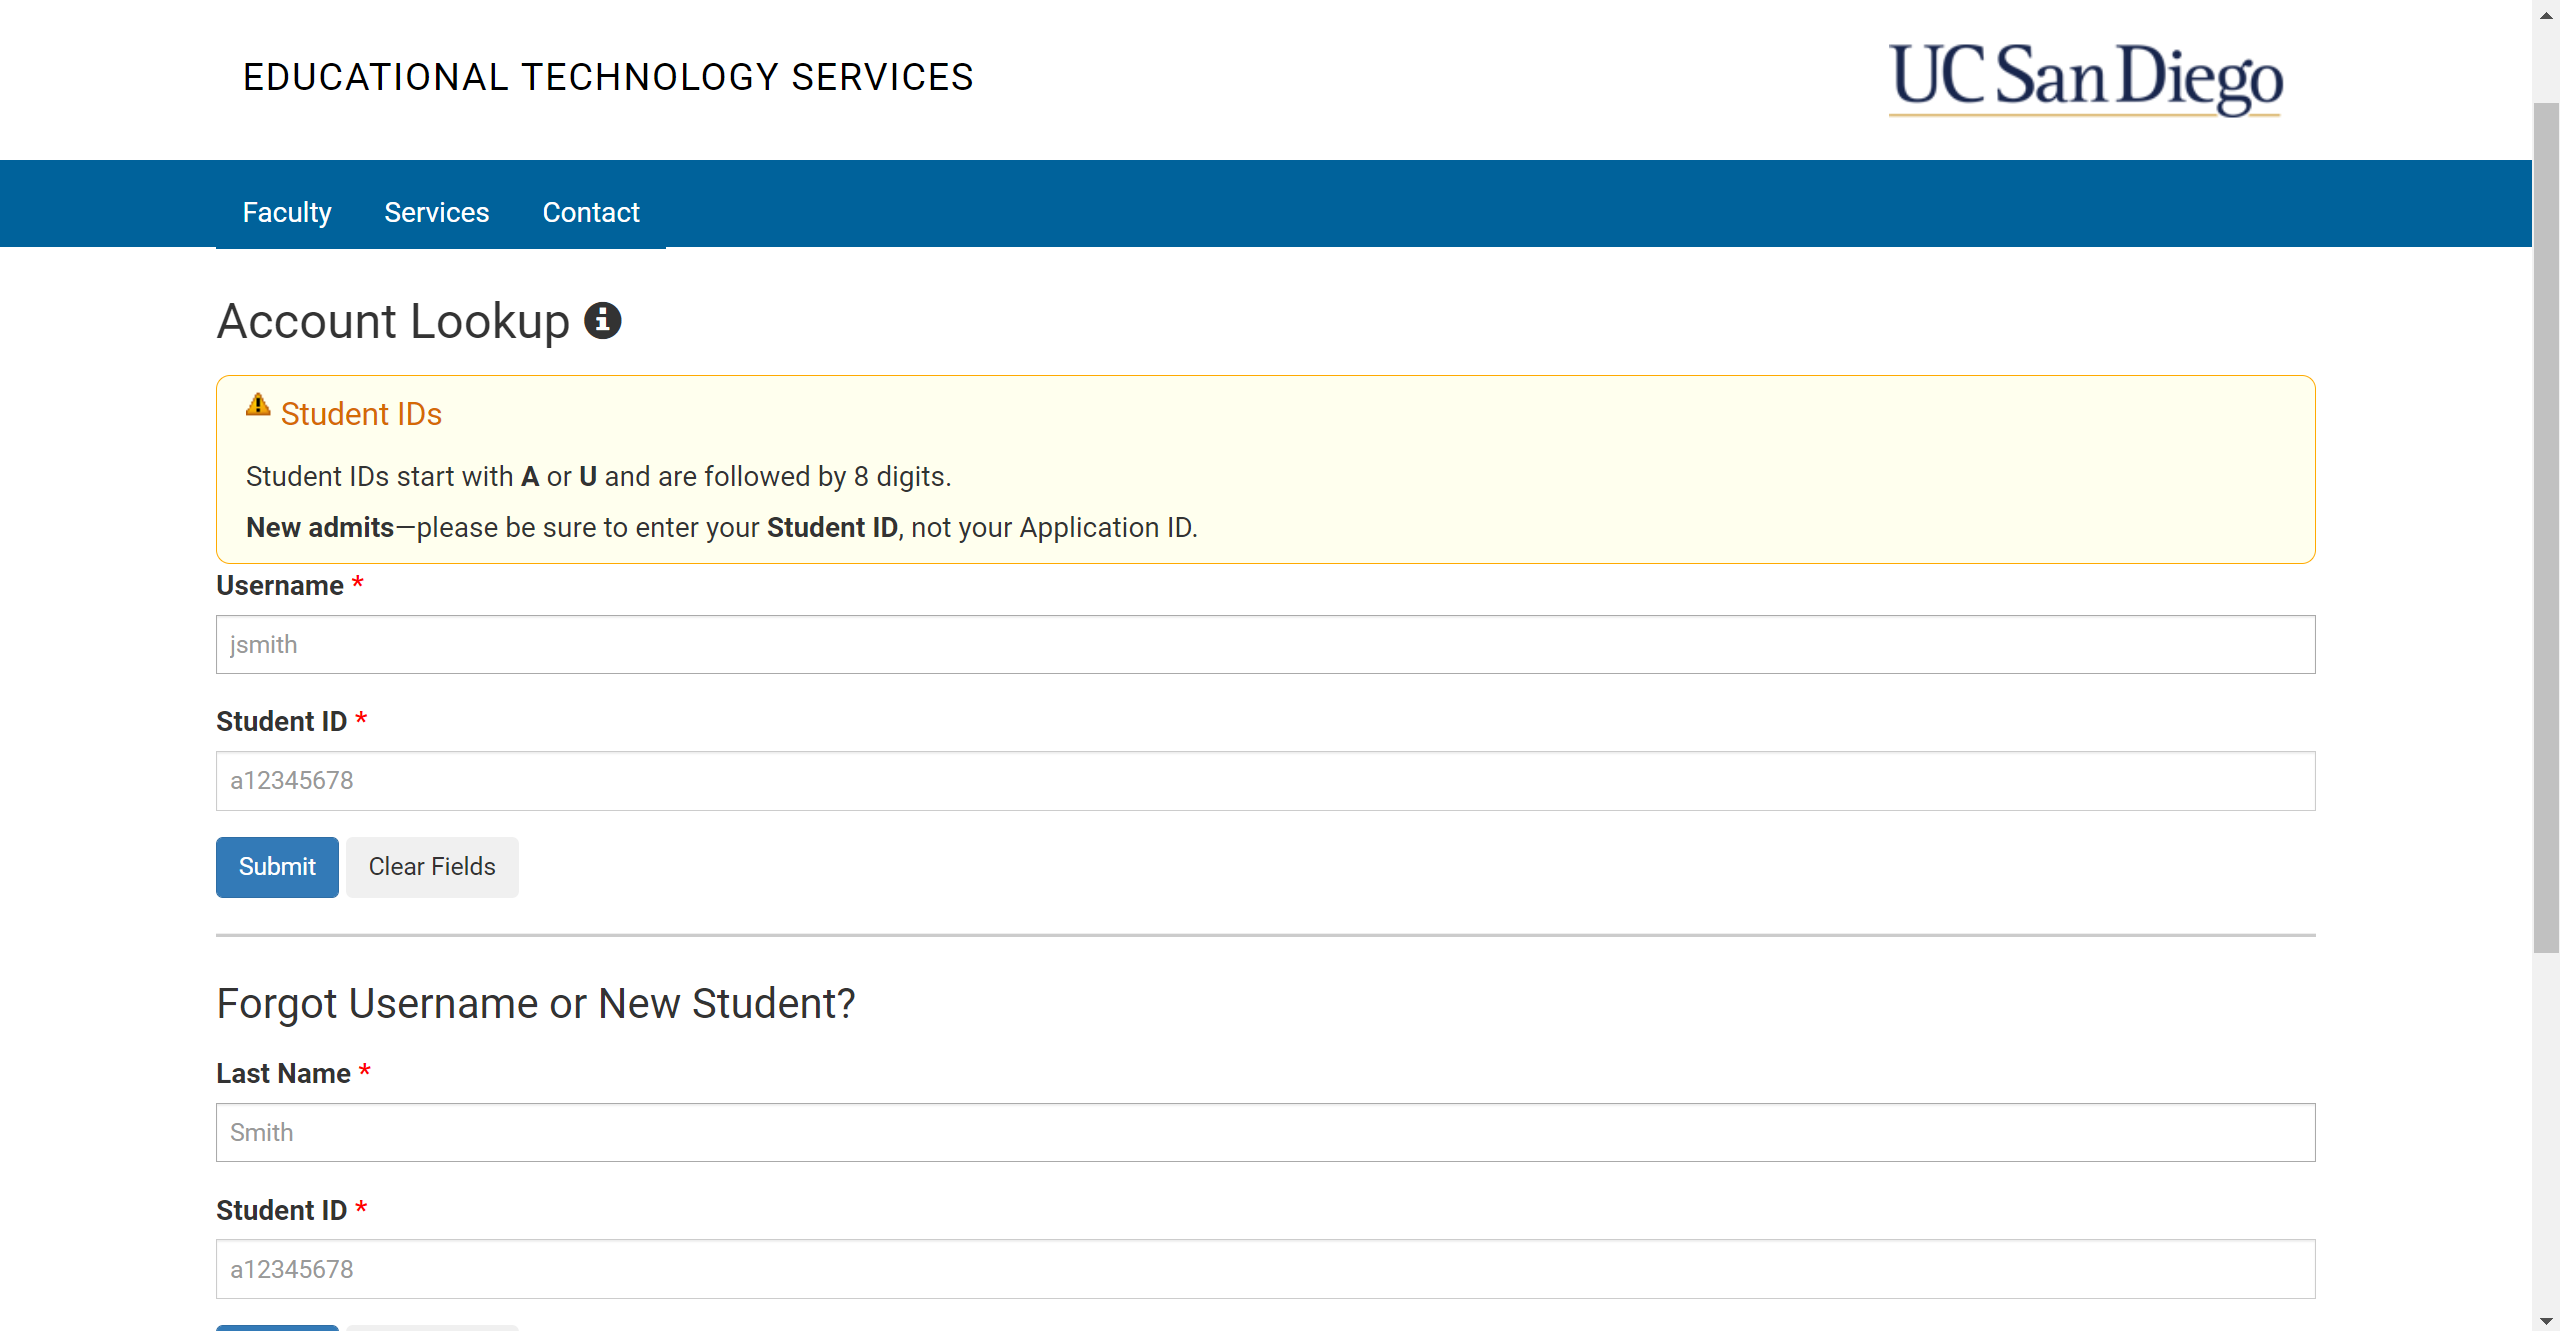 EDUCATIONAL TECHNOLOGY SERVICES
UC San Diego
Faculty Services Contact
Account Lookup
Student IDs
Student IDs start with A or U and are followed by 8 digits.
New admits—please be sure to enter your Student ID, not your Application ID.
Username *
jsmith
Student ID *
a12345678
Submit Clear Fields
Forgot Username or New Student?
Last Name *
Smith
Student ID *
a12345678